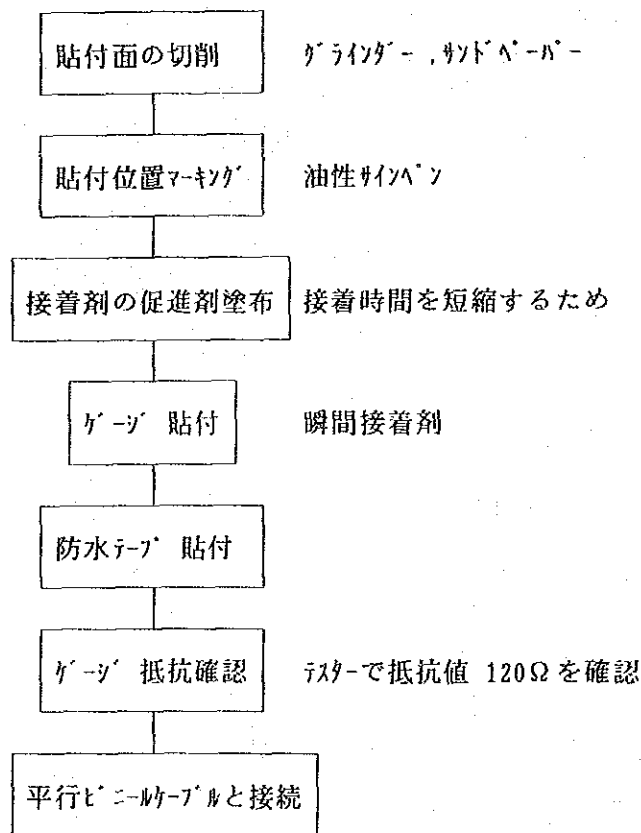 貼付面の切削 グラインダー,サンドペーパー
貼付位置マーキング 油性サインペン
接着剤の促進剤塗布 接着時間を短縮するため
ゲージ 貼付 瞬間接着剤
防水テープ 貼付
ゲージ 抵抗確認 テスターで抵抗値 120Ωを確認
平行ビニールケーブルと接続